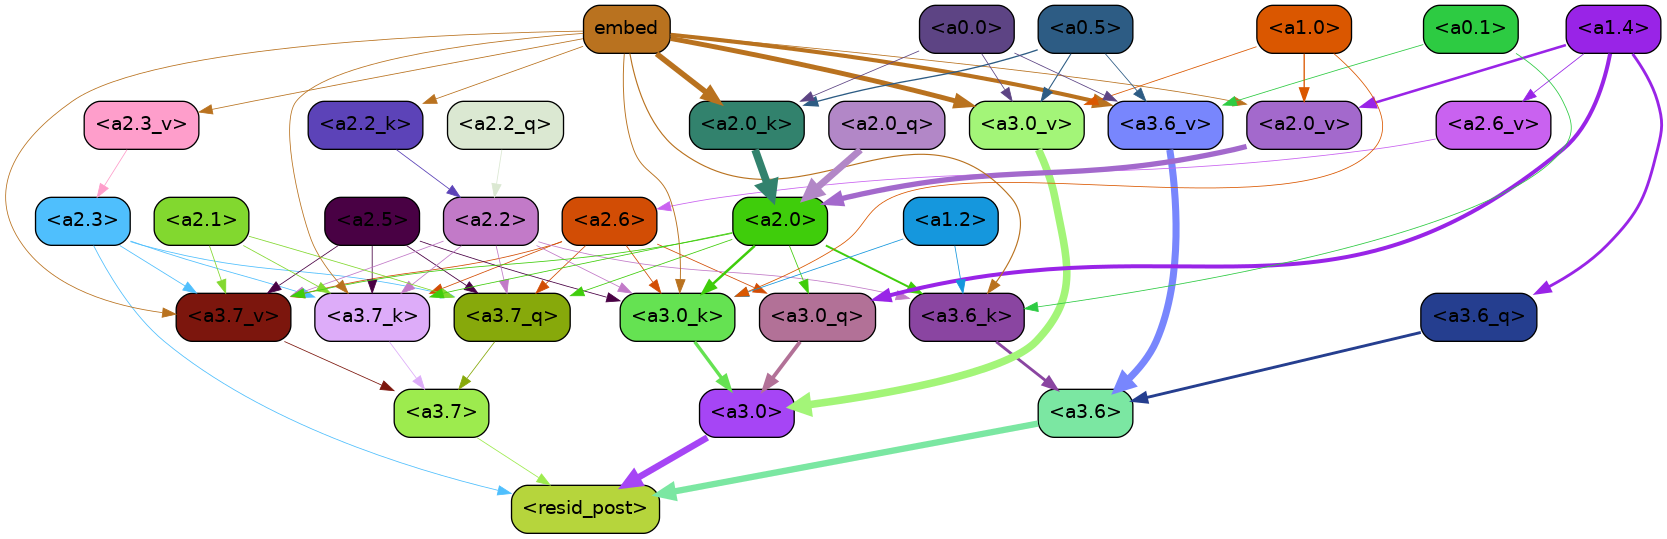 embed
<a0.0>
<a0.5>
<a1.0>
<a0.1>
<a1.4>
<a2.3_v>
<a2.2_k>
<a2.2_q>
<a2.0_k>
<a2.0_q>
<a3.0_v>
<a3.6_v>
<a2.0_v>
<a2.6_v>
<a2.3>
<a2.1>
<a2.5>
<a2.2>
<a2.6>
<a2.0>
<a1.2>
<a3.7_v>
<a3.7_k>
<a3.7_q>
<a3.0_k>
<a3.0_q>
<a3.6_k>
<a3.6_q>
<a3.7>
<a3.0>
<a3.6>
<resid_post>